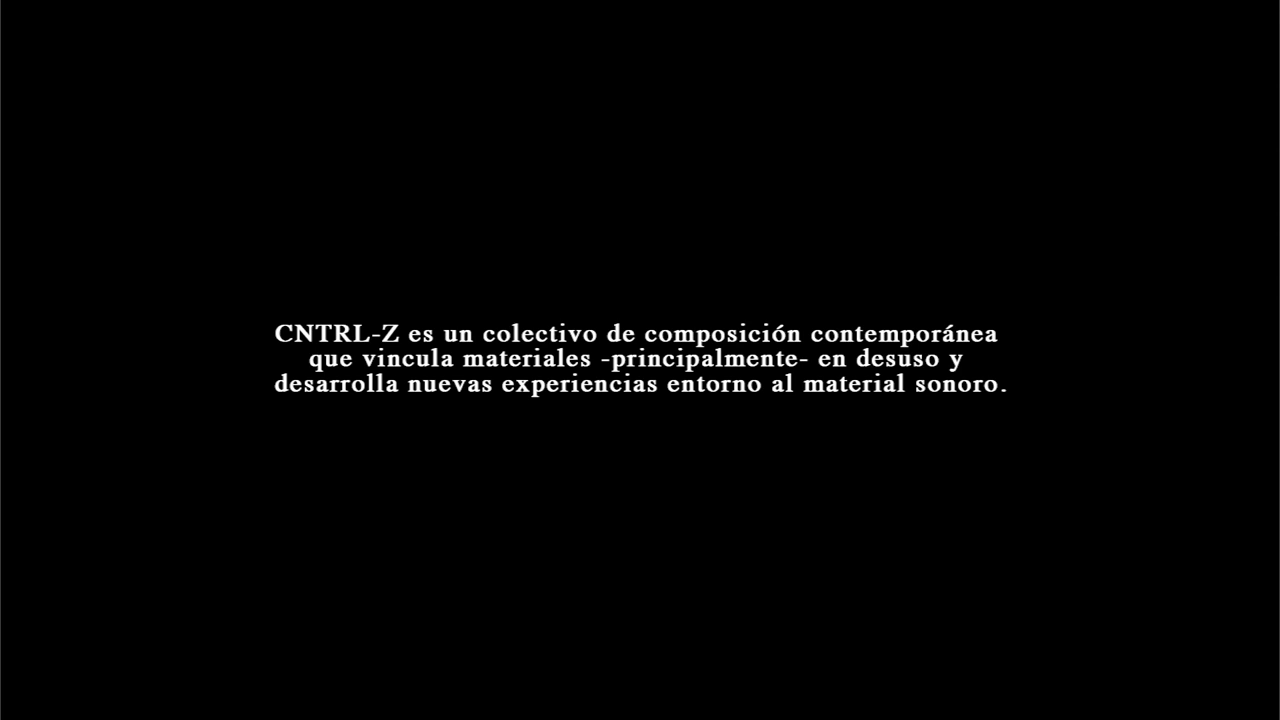 CNTRL-Z es un colectivo de composición contemporánea
que vincula materiales -principalmente- en desuso y
desarrolla nuevas experiencias entorno al material sonoro.